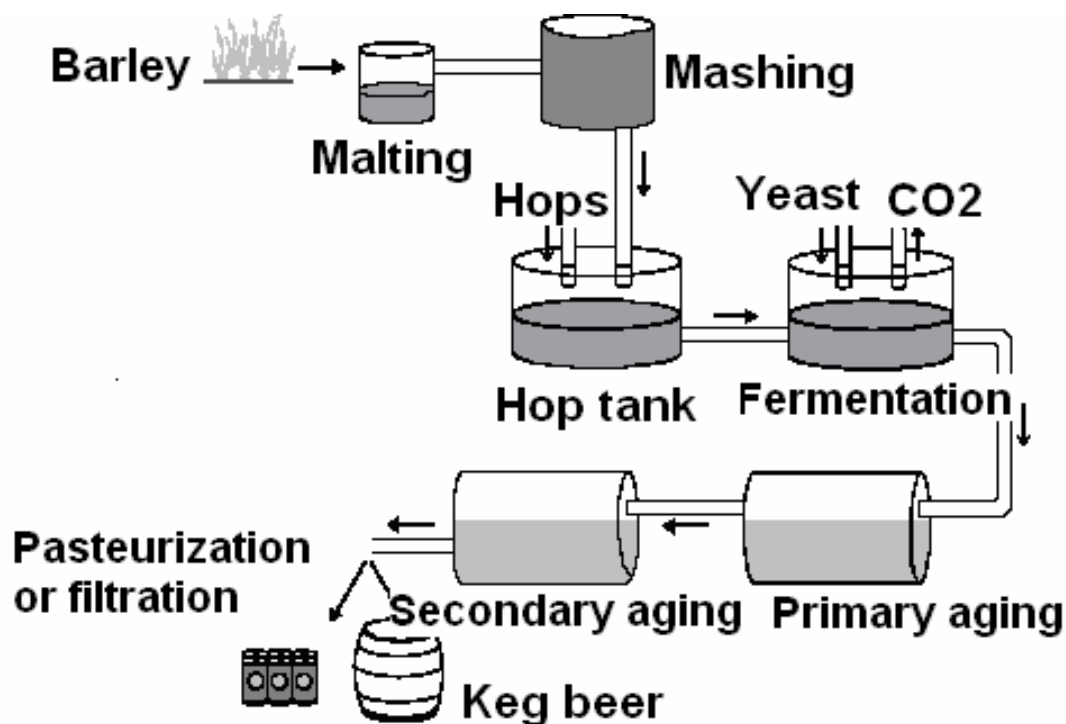 Barley
Mashing
Malting
Hops
Yeast
CO2
Hop tank
Fermentation
Pasteurization
or filtration
Secondary aging
Primary aging
Keg beer